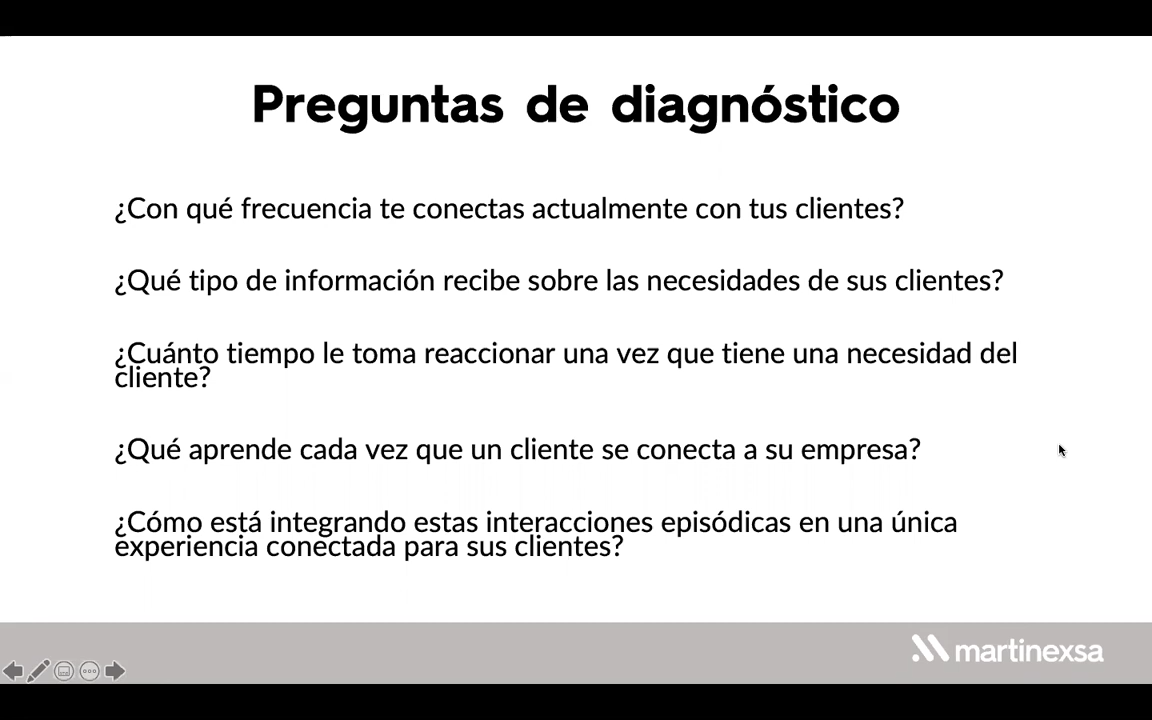 Preguntas de diagnóstico
¿Con qué frecuencia te conectas actualmente con tus clientes?
¿Qué tipo de información recibe sobre las necesidades de sus clientes?
¿Cuánto tiempo le toma reaccionar una vez que tiene una necesidad del
cliente?
¿Qué aprende cada vez que un cliente se conecta a su empresa?
¿Cómo está integrando estas interacciones episódicas en una única
experiencia conectada para sus clientes?
martinexsa